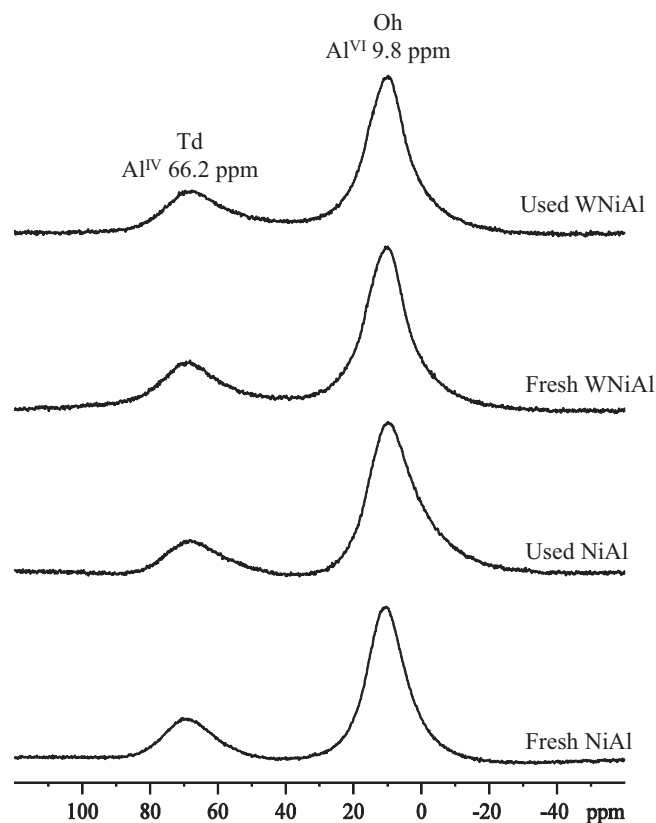 Oh
Al^VI 9.8 ppm
Td
Al^IV 66.2 ppm
Used WNiAl
Fresh WNiAl
Used NiAl
Fresh NiAl
100 80 60 40 20 0 -20 -40 ppm